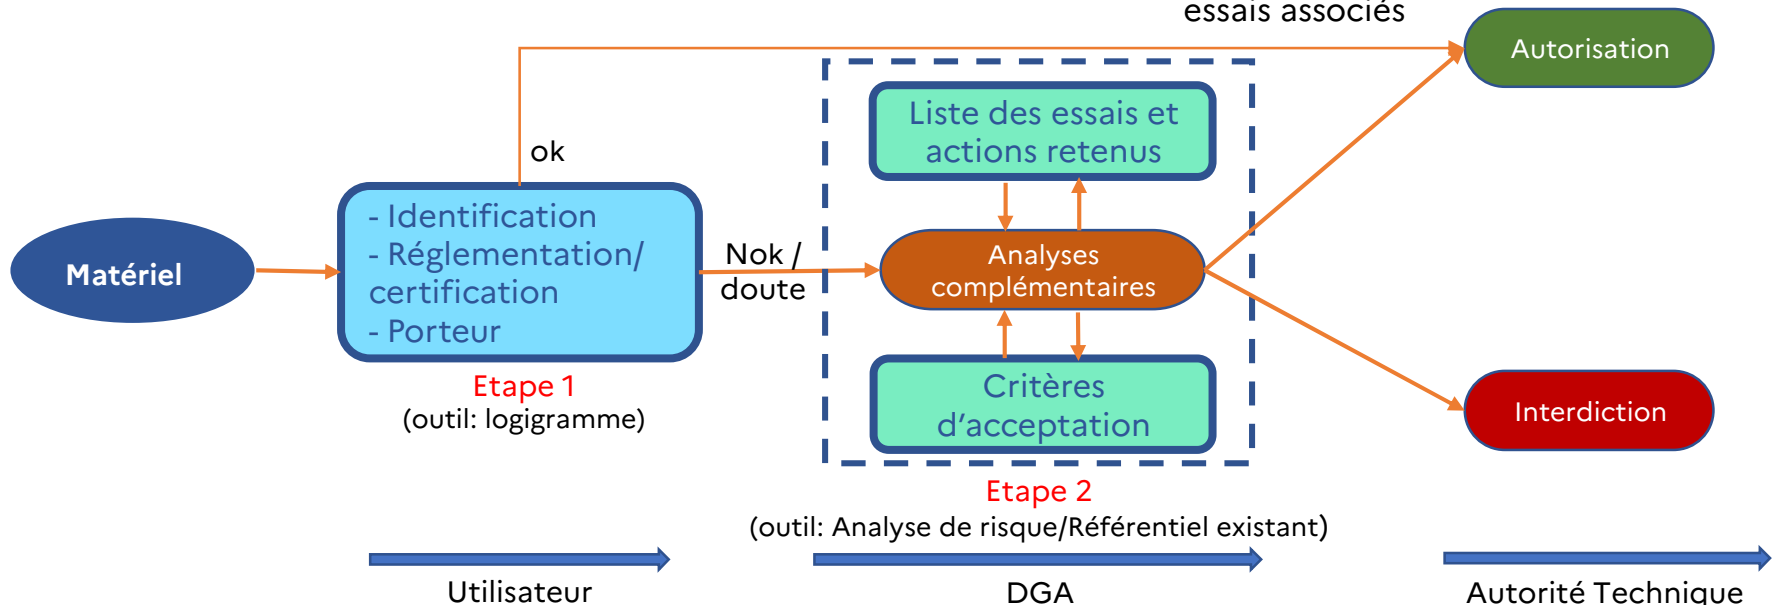 essais associés
Autorisation
Liste des essais et
actions retenus
ok
- Identification
- Réglementation/
certification
- Porteur
Matériel
Nok /
doute
Analyses
complémentaires
Etape 1
(outil: logigramme)
Critères
d’acceptation
Interdiction
Etape 2
(outil: Analyse de risque/Référentiel existant)
Utilisateur
DGA
Autorité Technique